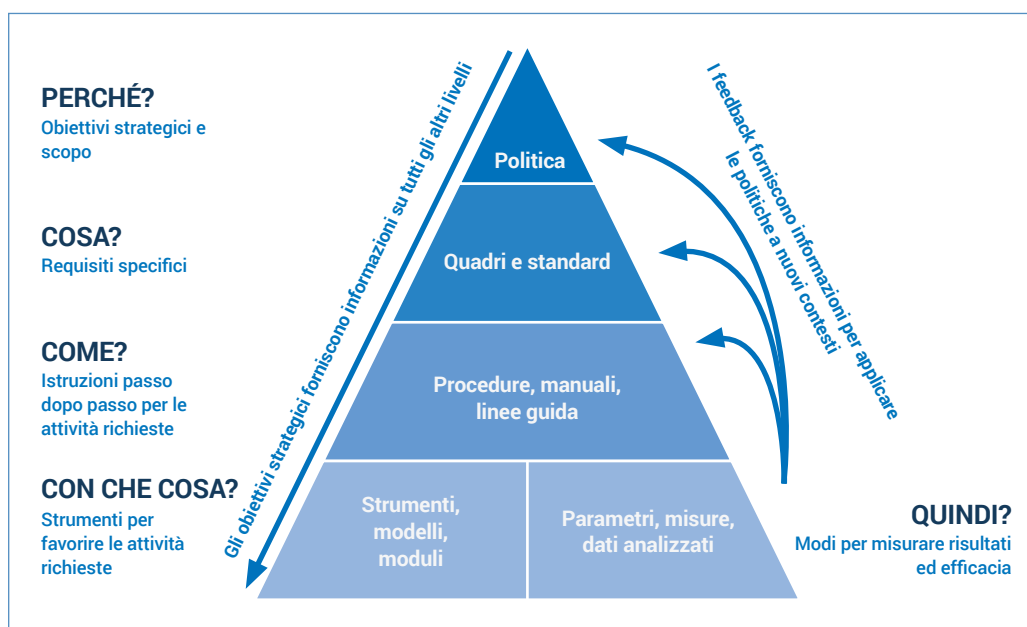 PERCHÉ?
Obiettivi strategici e
scopo
COSA?
Requisiti specifici
COME?
Istruzioni passo
dopo passo per le
attività richieste
CON CHE COSA?
Strumenti per
favorire le attività
richieste
Gli obiettivi strategici forniscono informazioni su tutti gli altri livelli
Politica
Quadri e standard
Procedure, manuali,
linee guida
Strumenti,
modelli,
moduli
Parametri, misure,
dati analizzati
I feedback forniscono informazioni per applicare
le politiche a nuovi contesti
QUINDI?
Modi per misurare risultati
ed efficacia